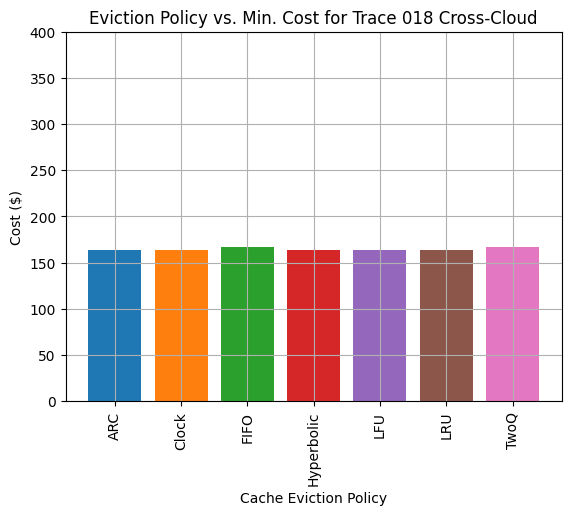 Eviction Policy vs. Min. Cost for Trace 018 Cross-Cloud
400
350
300
250
200
150
100
50
0
Cost ($)
ARC
Clock
FIFO
Hyperbolic
LFU
LRU
TwoQ
Cache Eviction Policy